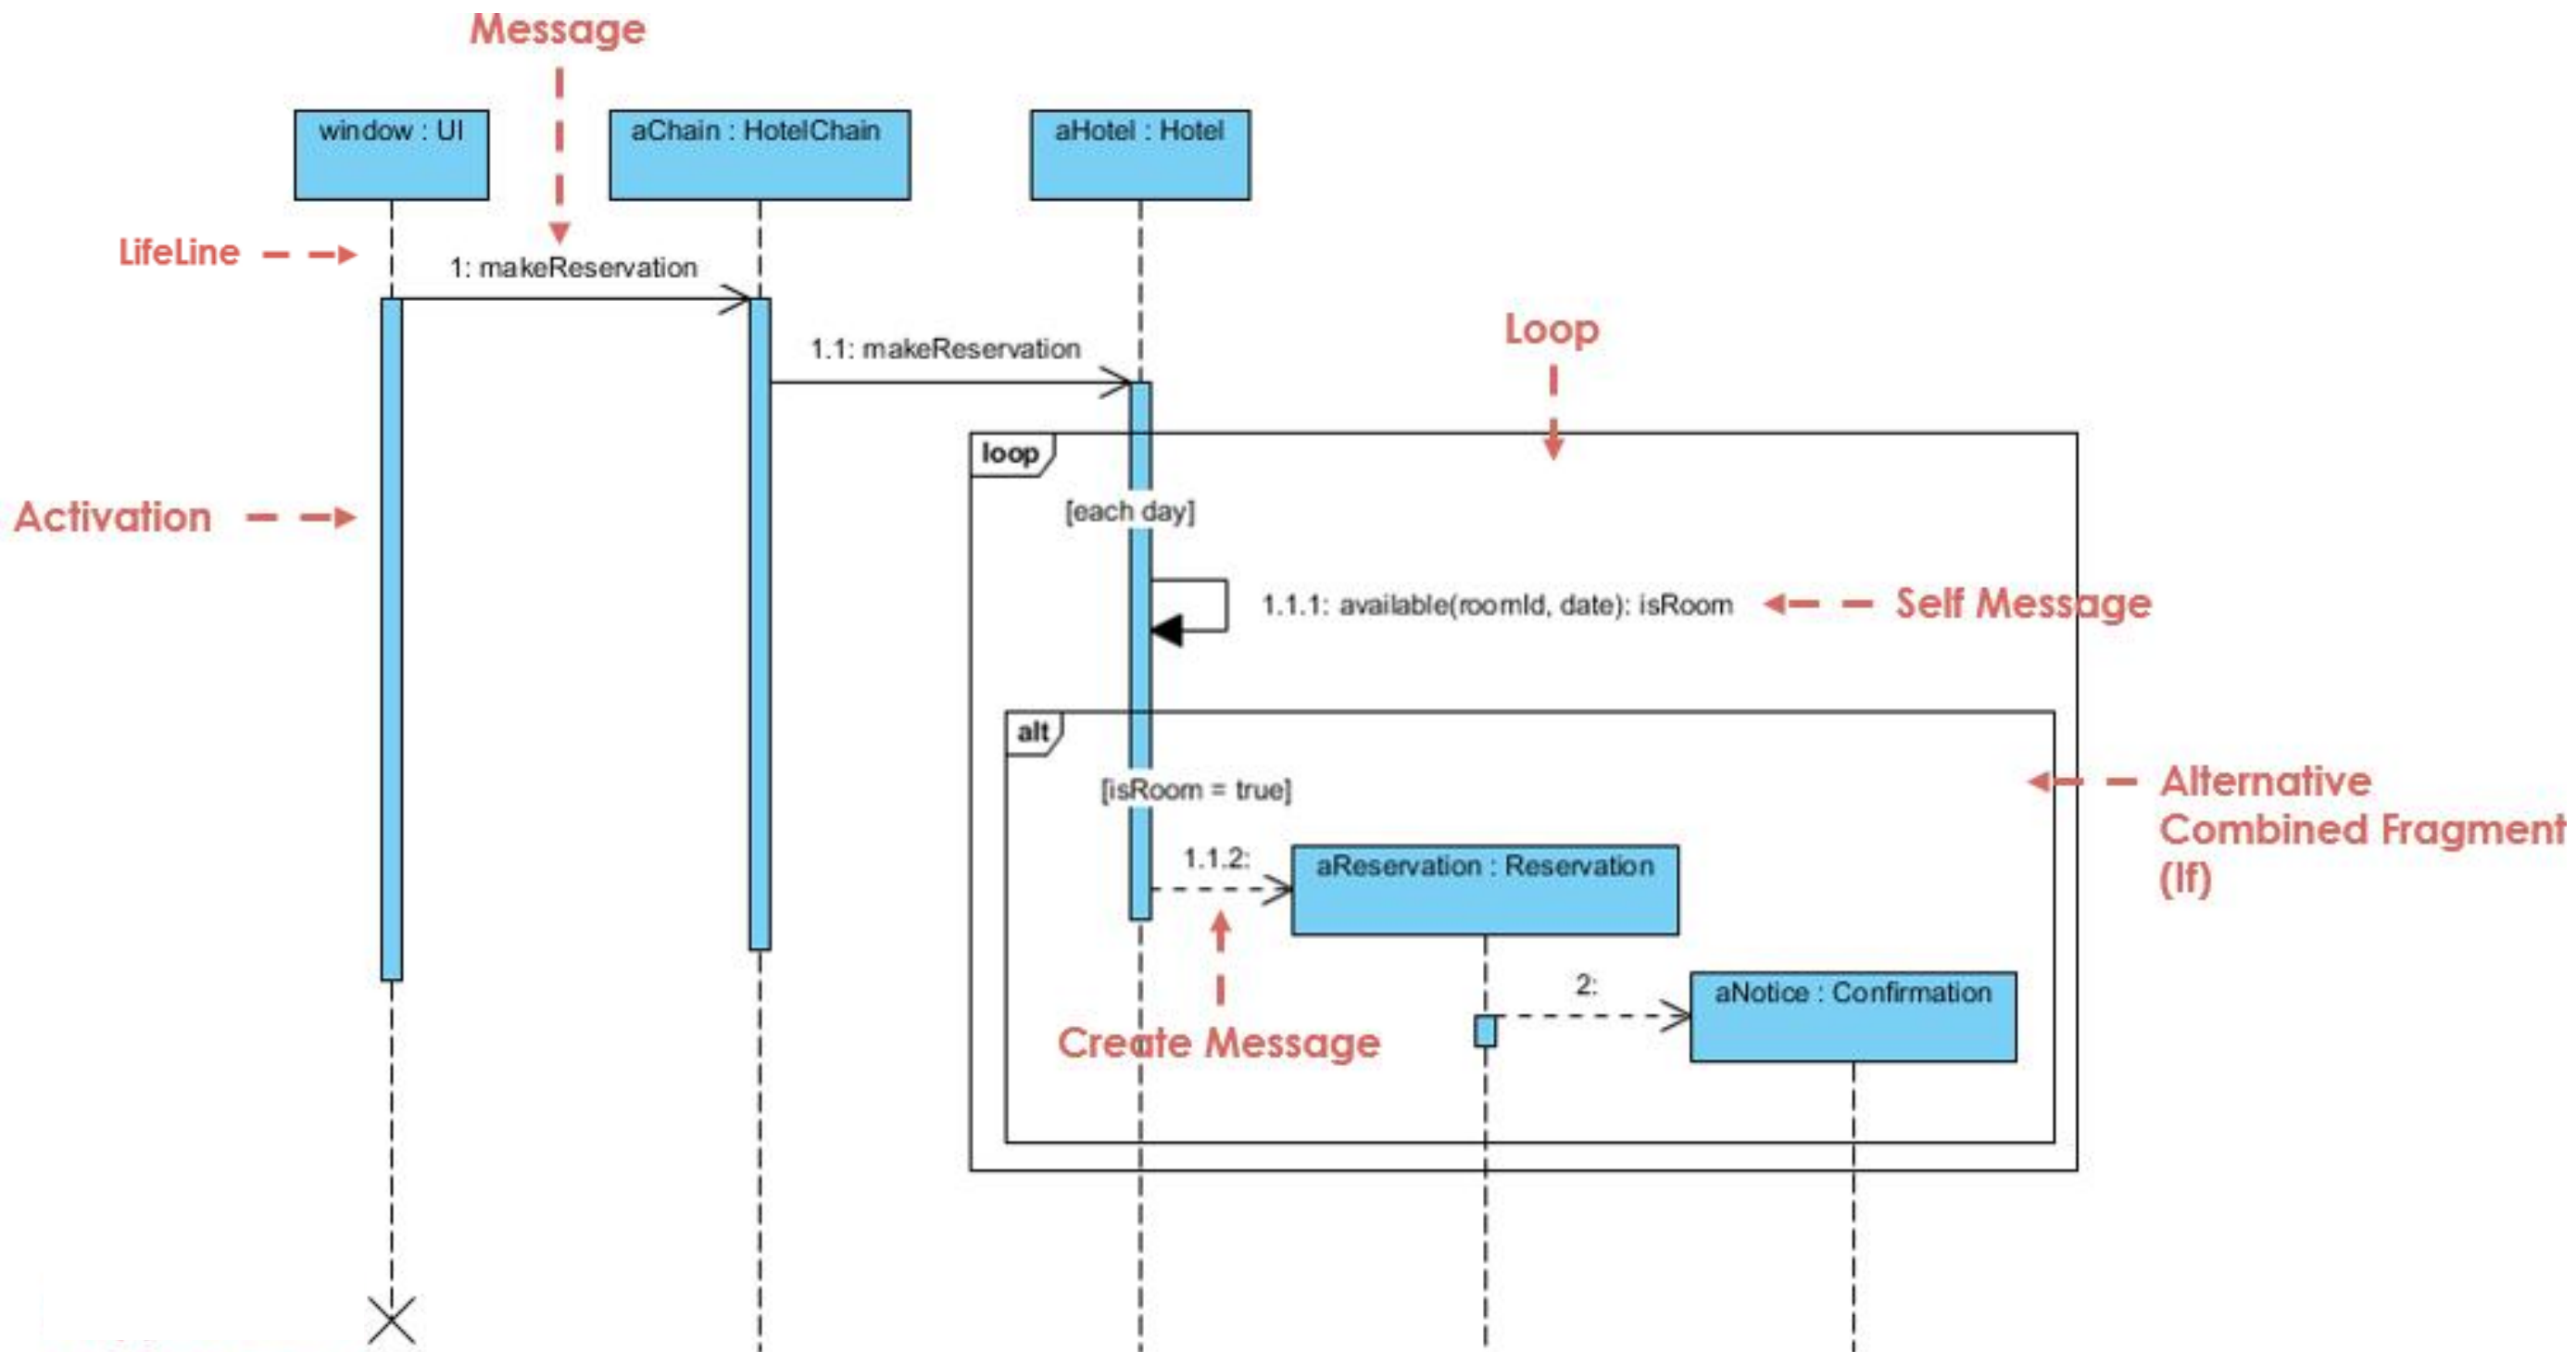 Message
window : UI
aChain : HotelChain
aHotel : Hotel
LifeLine
1: makeReservation
1.1: makeReservation
Loop
loop
[each day]
Activation
1.1.1: available(roomId, date): isRoom
Self Message
alt
[isRoom = true]
Alternative
Combined Fragment
(If)
1.1.2:
aReservation : Reservation
2:
aNotice : Confirmation
Create Message